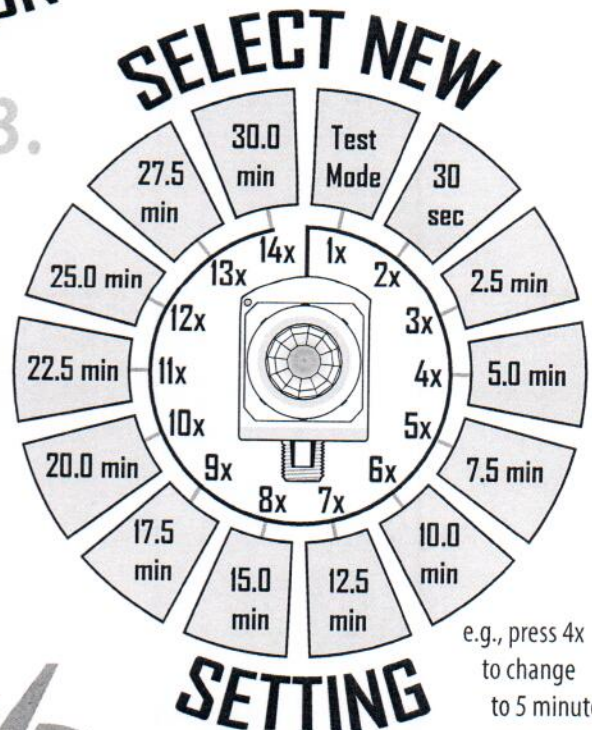 SELECT NEW
3.
Test
Mode
30
sec
2.5 min
5.0 min
7.5 min
10.0
min
12.5
min
15.0
min
17.5
min
20.0 min
22.5 min
25.0 min
27.5
min
30.0
min
1x
2x
3x
4x
5x
6x
7x
8x
9x
10x
11x
12x
13x
14x
e.g., press 4x
to change
to 5 minute
SETTING